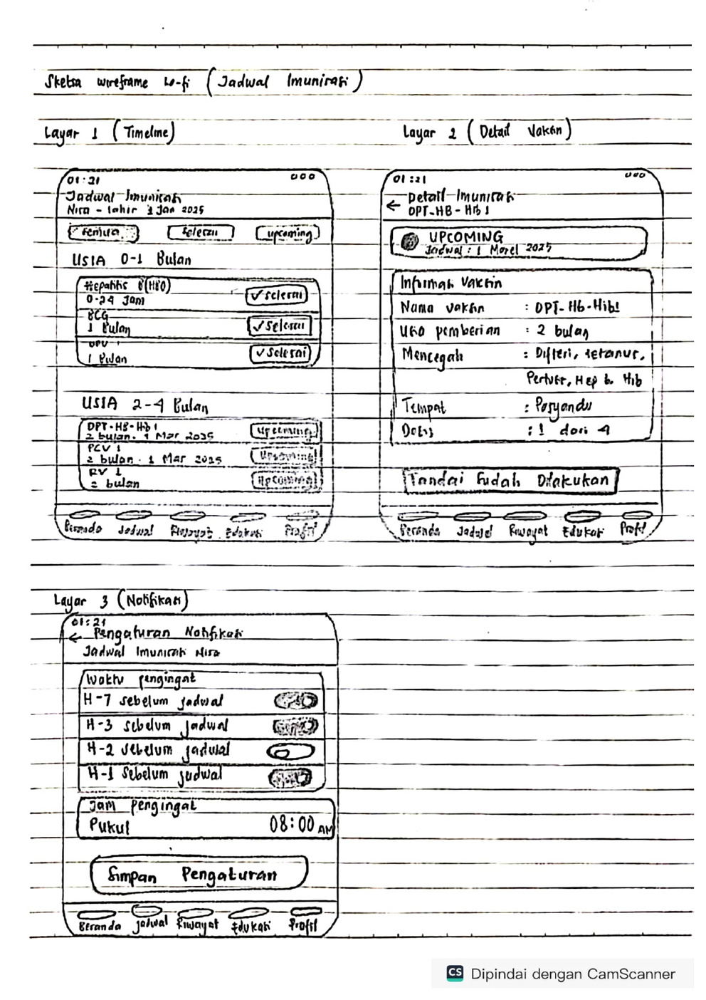 Sketsa wireframe Lo-fi (Jadwal Imunisasi)
Layar 1 (Timeline)
01:21
Jadwal Imunisasi
Nisa - lahir 1 Jan 2025
Semua
Selesai
upcoming
USIA 0-1 Bulan
Hepatitis B(HB0)
0-24 Jam
✓ Selesai
BCG
1 Bulan
✓ Selesai
OPV 1
1 Bulan
✓ Selesai
USIA 2-4 Bulan
DPT-HB-Hib 1
2 bulan. 1 Mar 2025
Upcoming
PCV 1
2 bulan. 1 Mar 2025
Upcoming
RV 1
2 bulan
Upcoming
Beranda Jadwal Riwayat Edukasi Profil
Layar 2 (Detail Vaksin)
01:21
← Detail Imunisasi
DPT-HB-Hib 1
UPCOMING
Jadwal : 1 Maret 2025
Informasi Vaksin
Nama vaksin : DPT-Hb-Hib1
Usia pemberian : 2 bulan
Mencegah : Difteri, tetanus,
Pertusis, Hep b. Hib
Tempat : Posyandu
Dosis : 1 dari 4
Tandai Sudah Dilakukan
Beranda Jadwal Riwayat Edukasi Profil
Layar 3 (Notifikasi)
01:21
← Pengaturan Notifikasi
Jadwal Imunisasi Nisa
Waktu pengingat
H-7 sebelum jadwal
H-3 sebelum jadwal
H-2 sebelum jadwal
H-1 Sebelum jadwal
Jam pengingat
Pukul 08:00 AM
Simpan Pengaturan
Beranda jadwal Riwayat Edukasi Profil
CS Dipindai dengan CamScanner